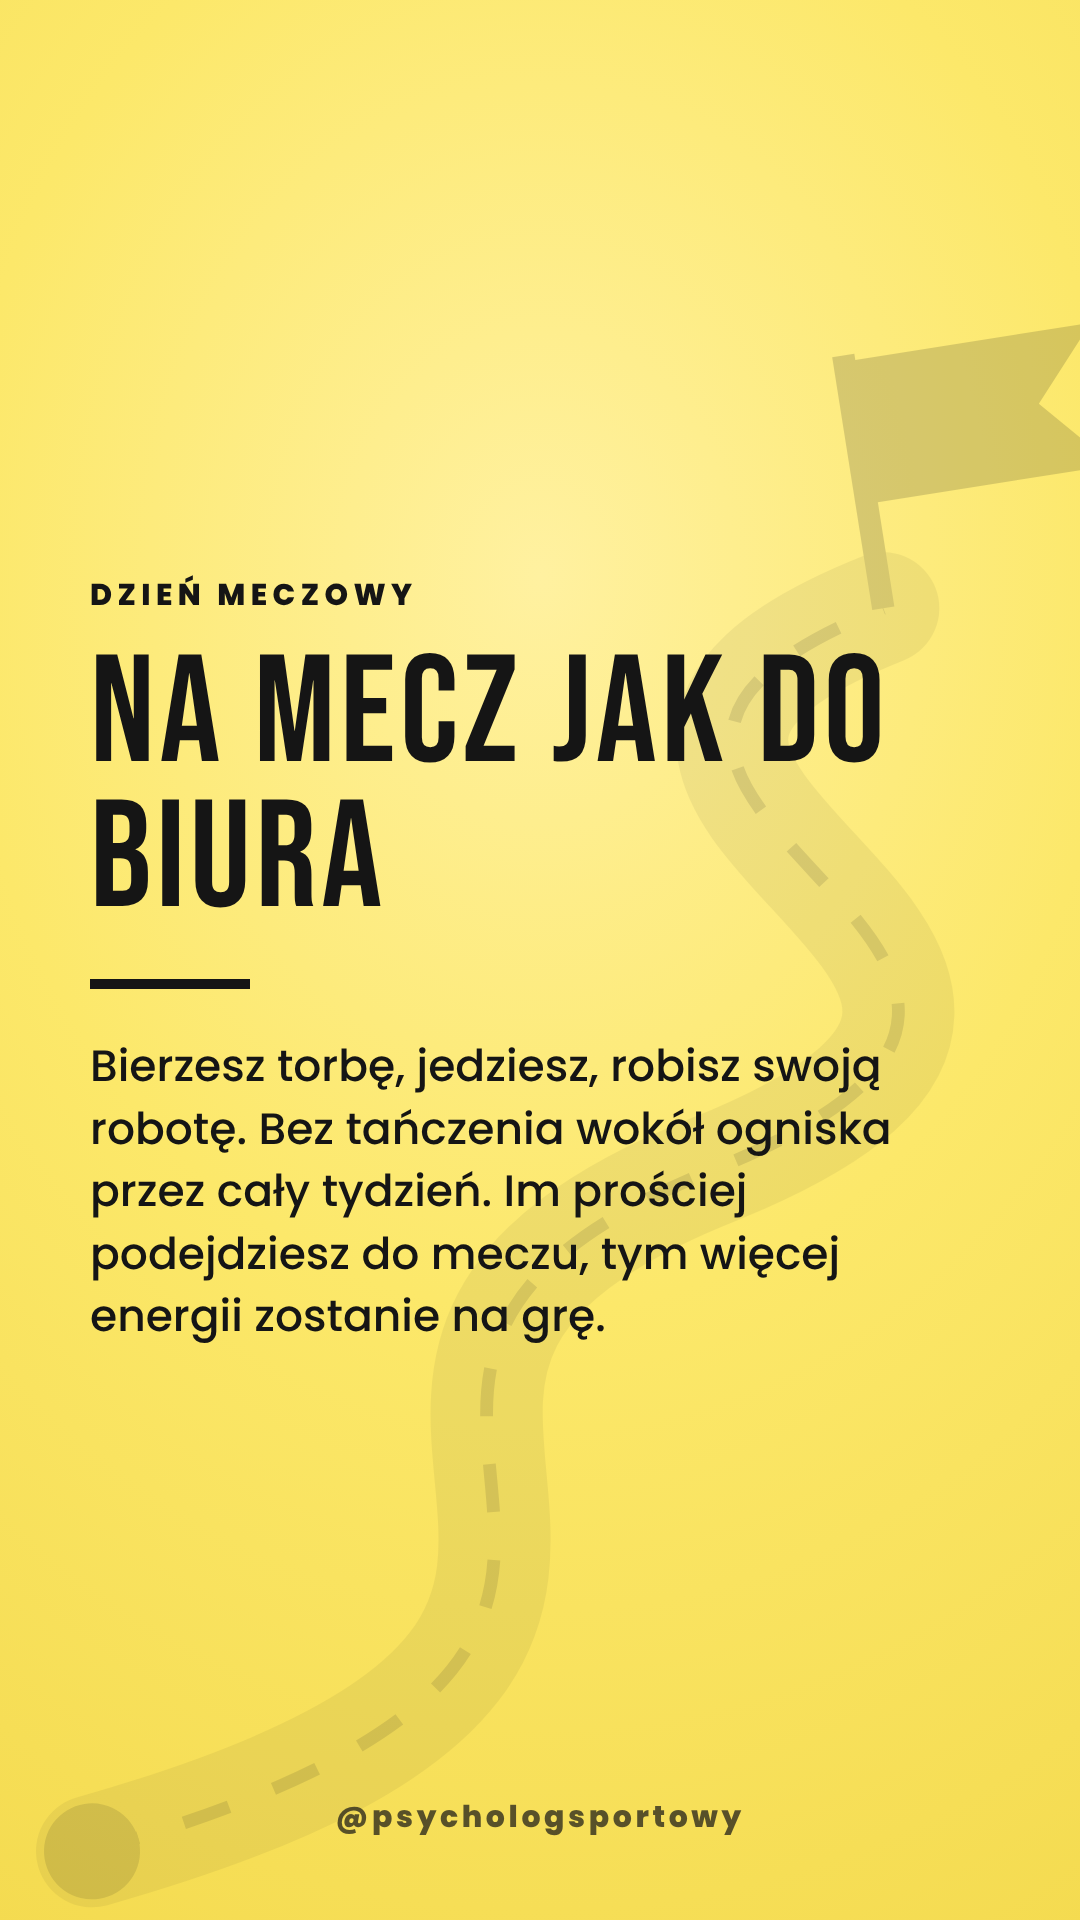 DZIEŃ MECZOWY
NA MECZ JAK DO
BIURA
Bierzesz torbę, jedziesz, robisz swoją
robotę. Bez tańczenia wokół ogniska
przez cały tydzień. Im prościej
podejdziesz do meczu, tym więcej
energii zostanie na grę.
@psychologsportowy